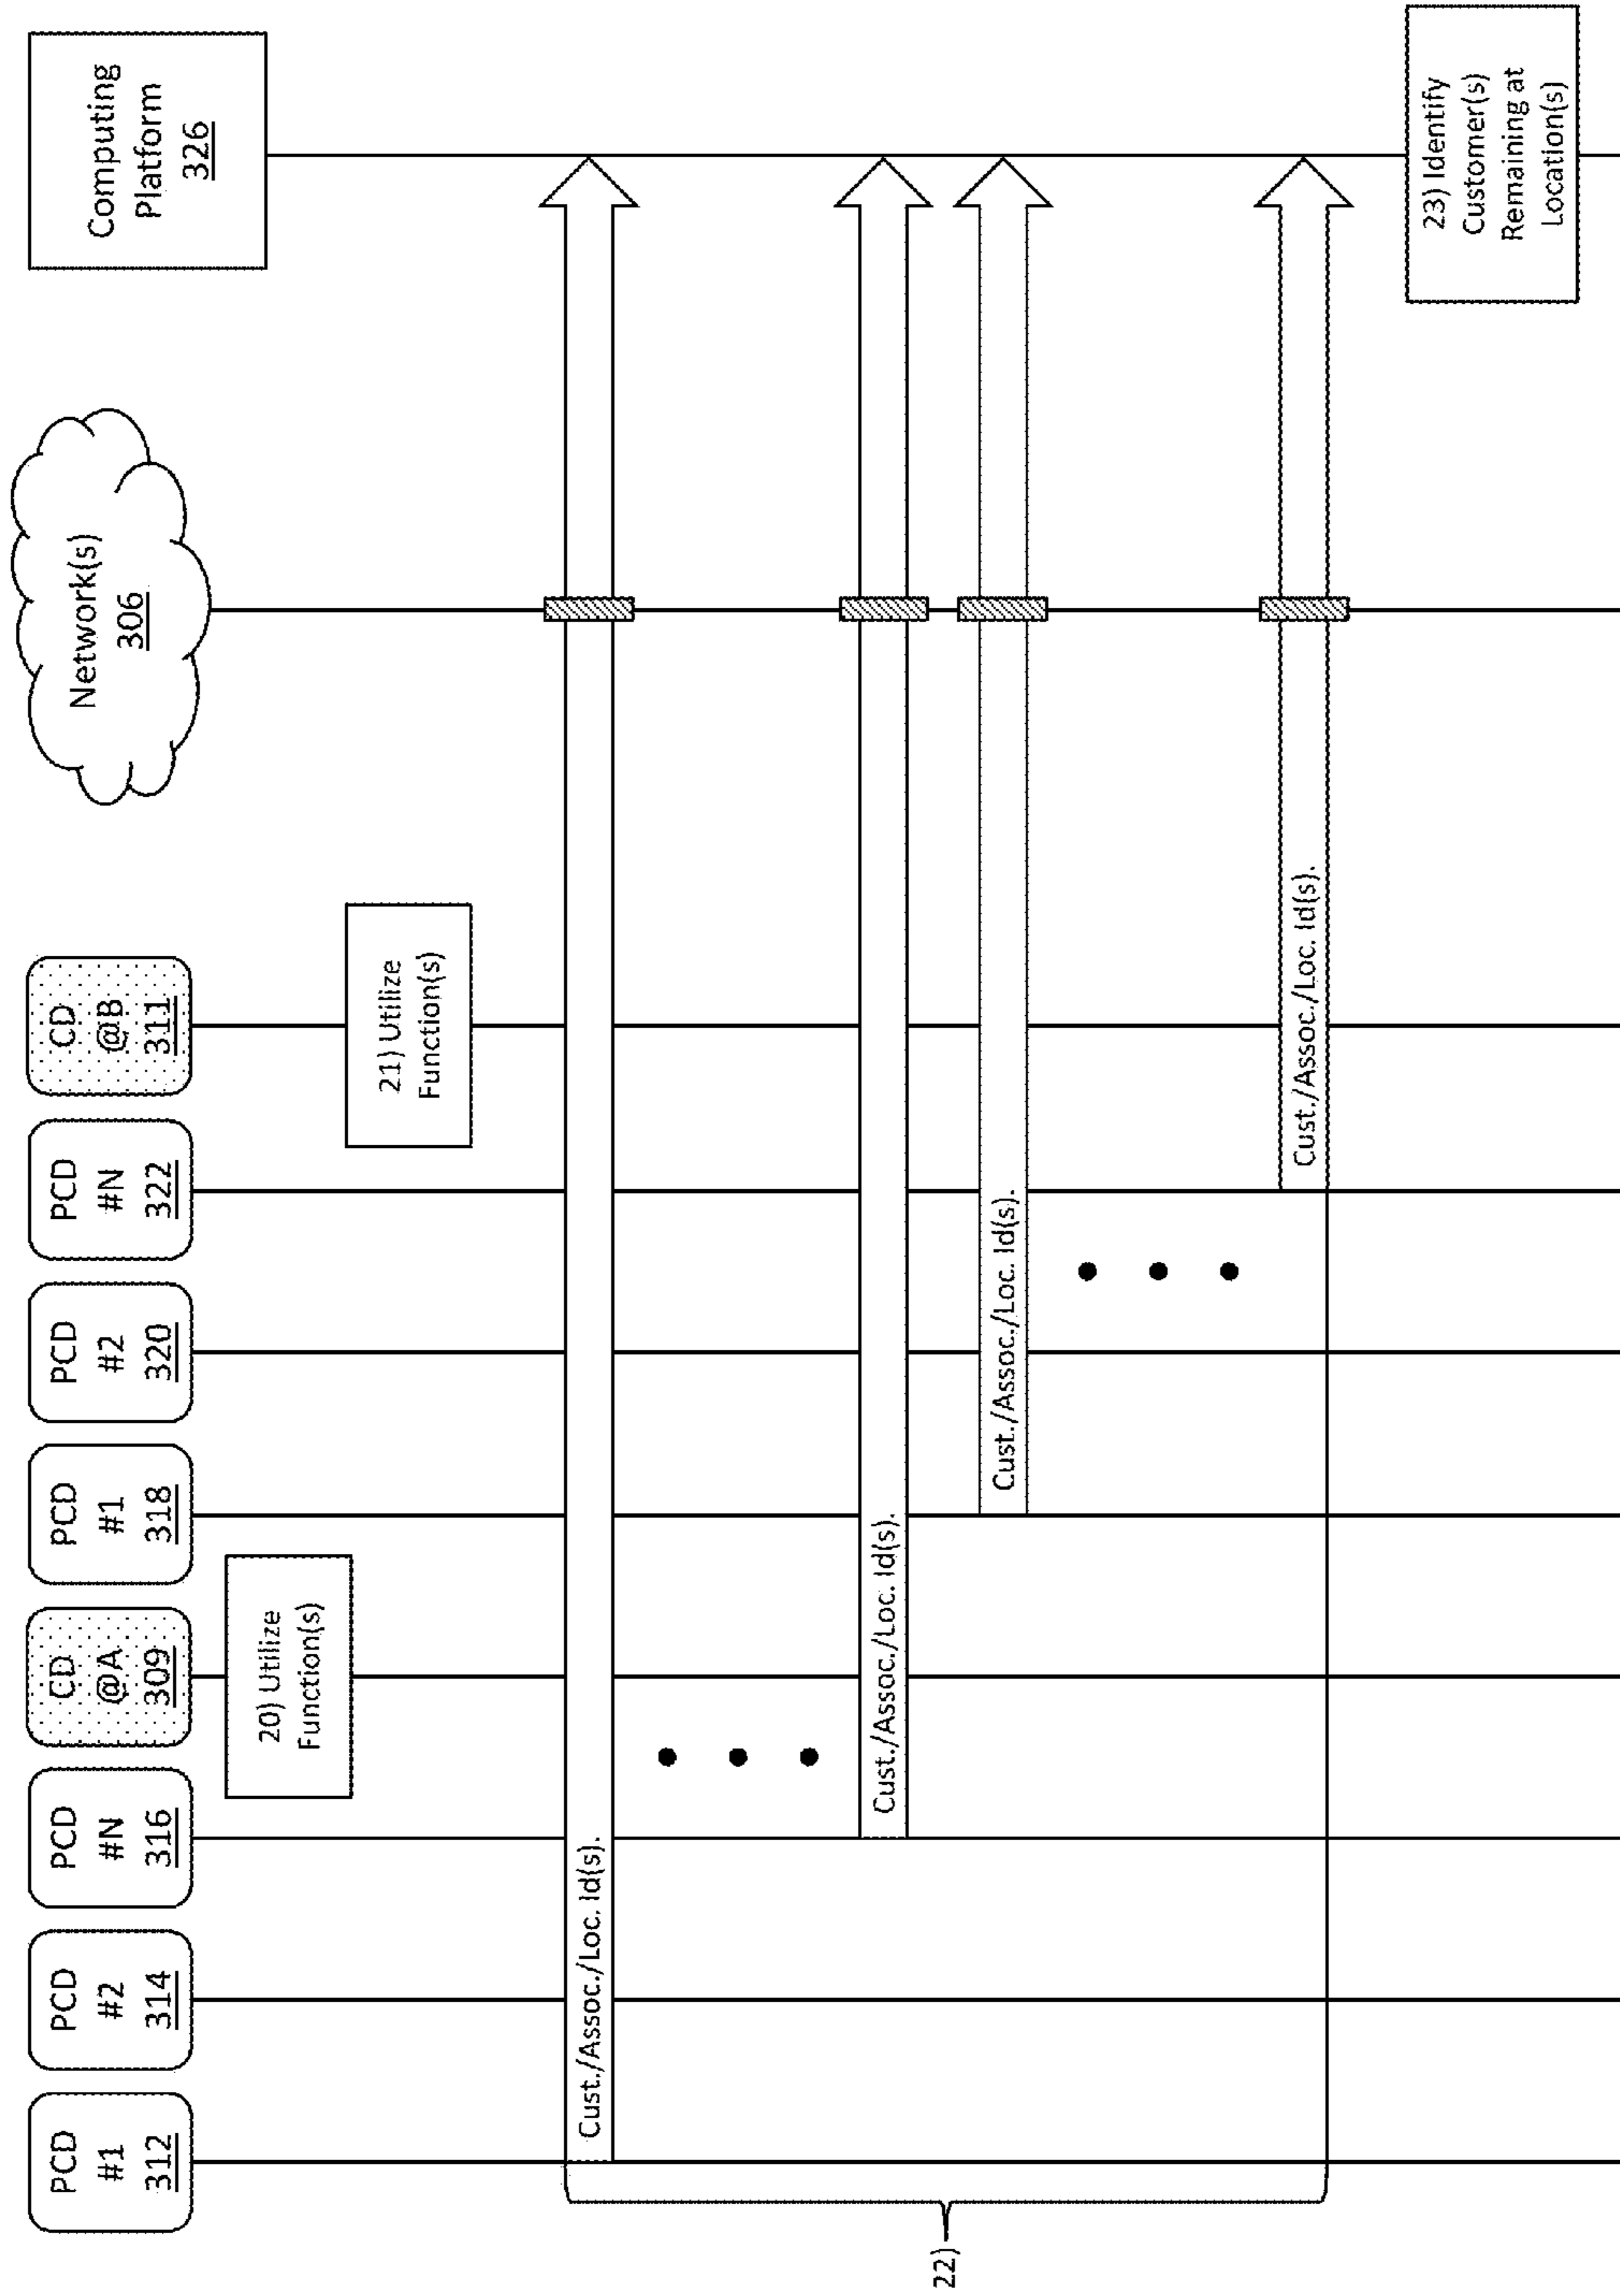 PCD
#1
312
PCD
#2
314
PCD
#N
316
CD
@A
309
PCD
#1
318
PCD
#2
320
PCD
#N
322
CD
@B
311
Network(s)
306
Computing
Platform
326
20) Utilize
Function(s)
21) Utilize
Function(s)
22)
Cust./Assoc./Loc. Id(s).
Cust./Assoc./Loc. Id(s).
Cust./Assoc./Loc. Id(s).
Cust./Assoc./Loc. Id(s).
23) Identify
Customer(s)
Remaining at
Location(s)